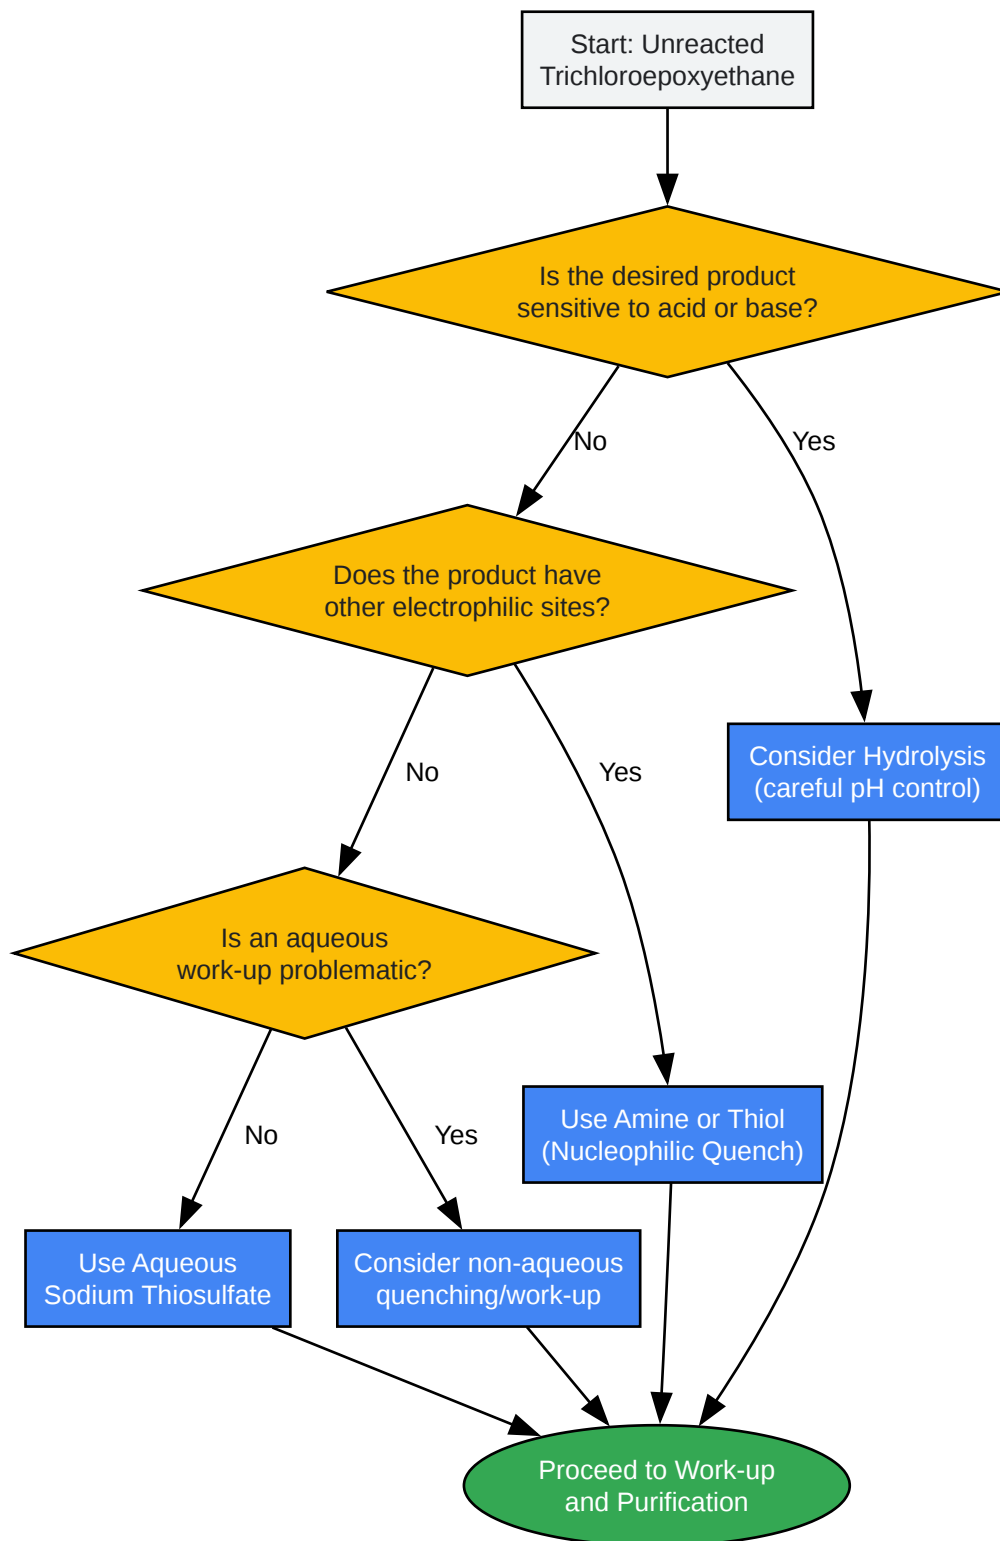 Start: Unreacted
Trichloroepoxyethane
Is the desired product
sensitive to acid or base?
No
Yes
Does the product have
other electrophilic sites?
Consider Hydrolysis
(careful pH control)
No
Yes
Is an aqueous
work-up problematic?
Use Amine or Thiol
(Nucleophilic Quench)
No
Yes
Use Aqueous
Sodium Thiosulfate
Consider non-aqueous
quenching/work-up
Proceed to Work-up
and Purification